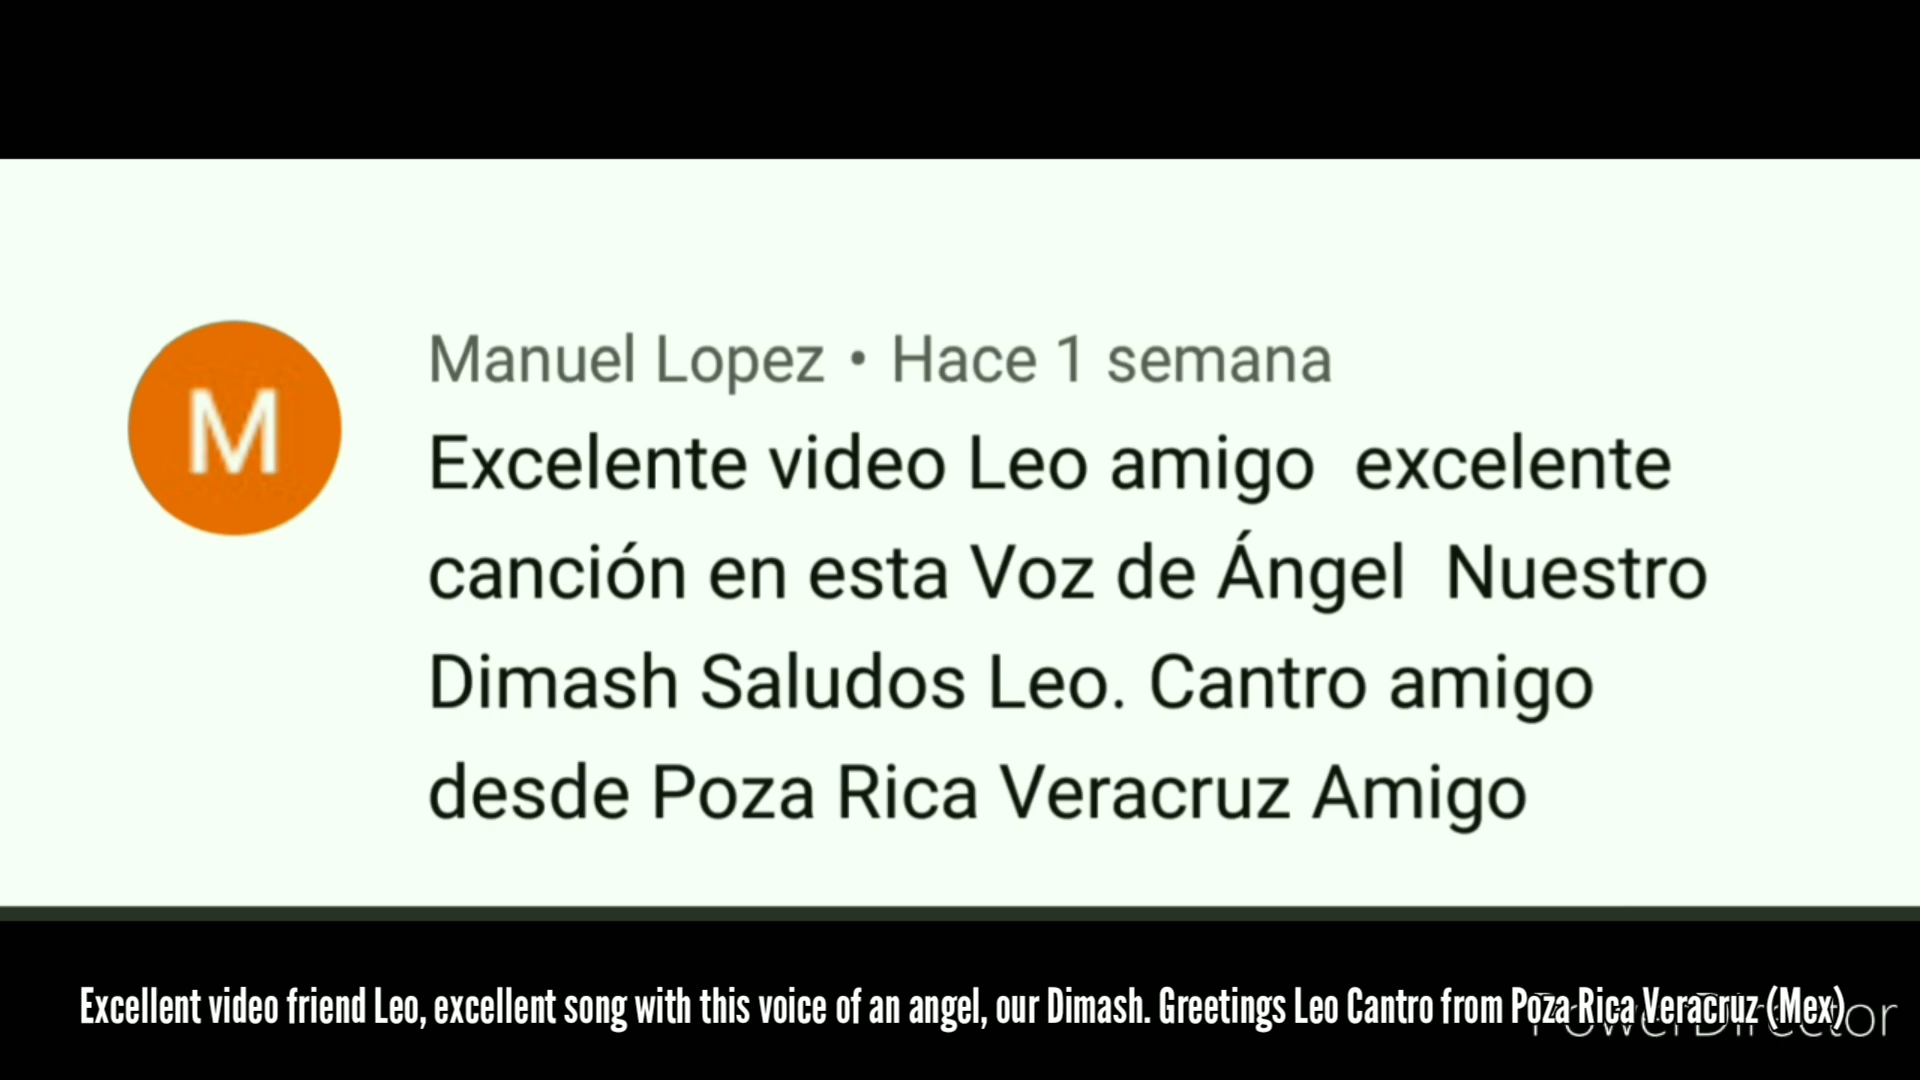 M
Manuel Lopez • Hace 1 semana
Excelente video Leo amigo excelente
canción en esta Voz de Ángel Nuestro
Dimash Saludos Leo. Cantro amigo
desde Poza Rica Veracruz Amigo
Excellent video friend Leo, excellent song with this voice of an angel, our Dimash. Greetings Leo Cantro from Poza Rica Veracruz (Mex)
PowerDirector